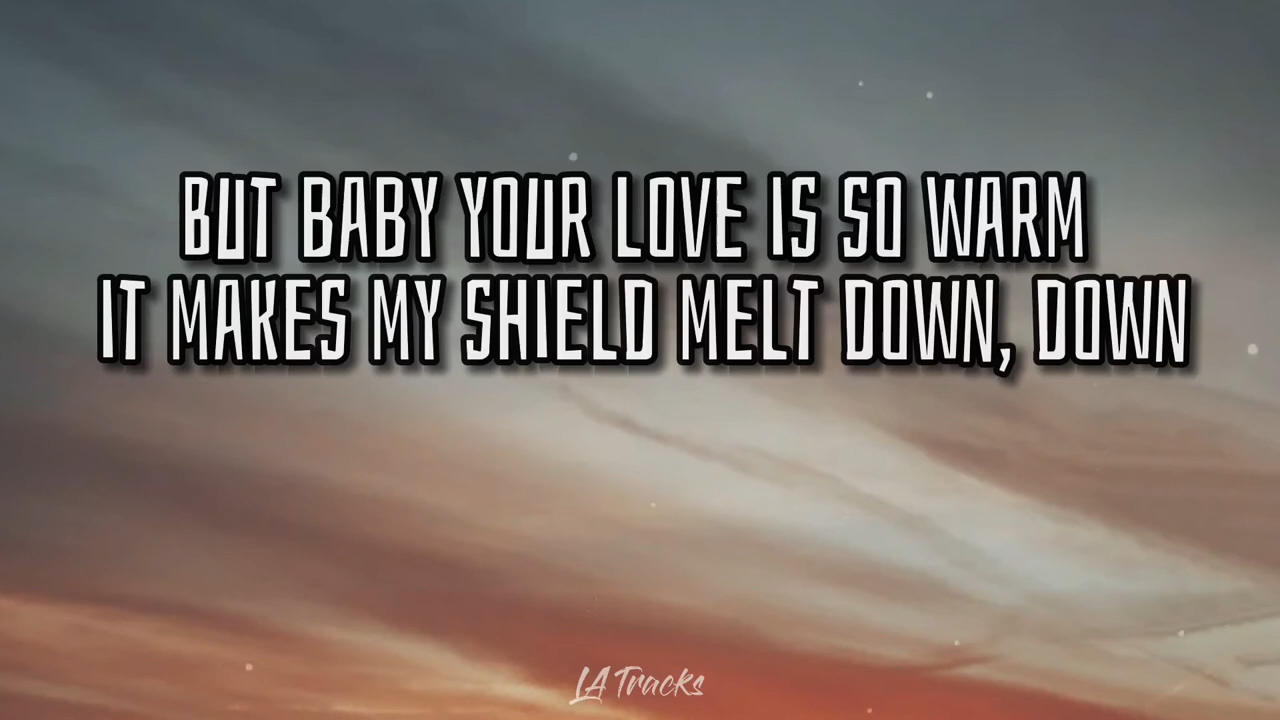 BUT BABY YOUR LOVE IS SO WARM
IT MAKES MY SHIELD MELT DOWN, DOWN
LA Tracks